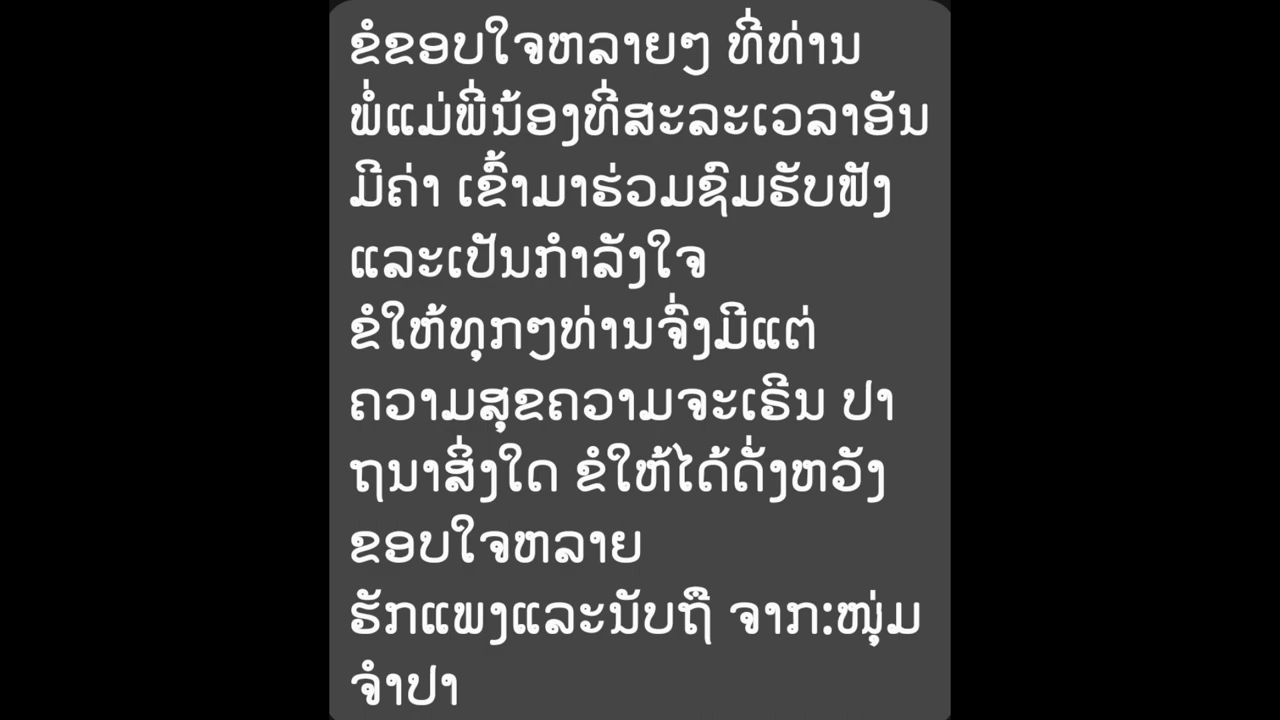 ຂໍຂອບໃຈຫລາຍໆ ທີ່ທ່ານ
ພໍ່ແມ່ພີ່ນ້ອງທີ່ສະລະເວລາອັນ
ມີຄ່າ ເຂົ້າມາຮ່ວມຊົມຮັບຟັງ
ແລະເປັນກຳລັງໃຈ
ຂໍໃຫ້ທຸກໆທ່ານຈົ່ງມີແຕ່
ຄວາມສຸຂຄວາມຈະເຣີນ ປາ
ຖນາສິ່ງໃດ ຂໍໃຫ້ໄດ້ດັ່ງຫວັງ
ຂອບໃຈຫລາຍ
ຮັກແພງແລະນັບຖື ຈາກ:ໜຸ່ມ
ຈຳປາ